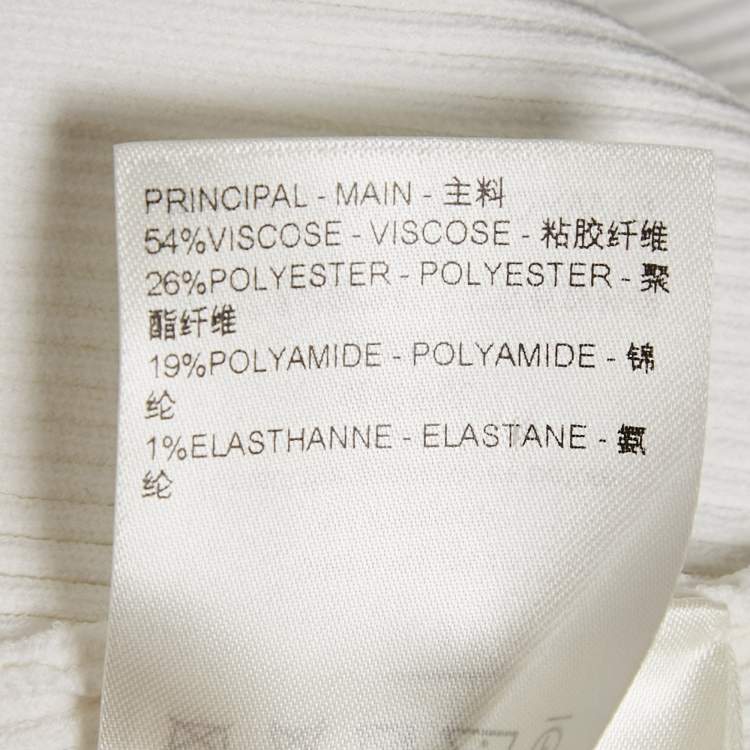 PRINCIPAL - MAIN - 主料
54%VISCOSE - VISCOSE - 粘胶纤维
26%POLYESTER - POLYESTER - 聚
酯纤维
19%POLYAMIDE - POLYAMIDE - 锦
纶
1%ELASTHANNE - ELASTANE - 氨
纶